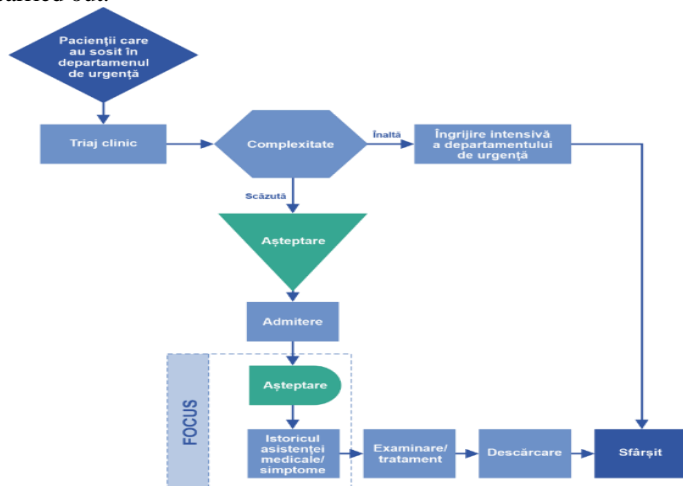 Pacienții care
au sosit în
departamenul
de urgență
Triaj clinic
Complexitate
Înaltă
Îngrijire intensivă
a departamentului
de urgență
Scăzută
Așteptare
Admitere
FOCUS
Așteptare
Istoricul
asistenței
medicale/
simptome
Examinare/
tratament
Descărcare
Sfârșit